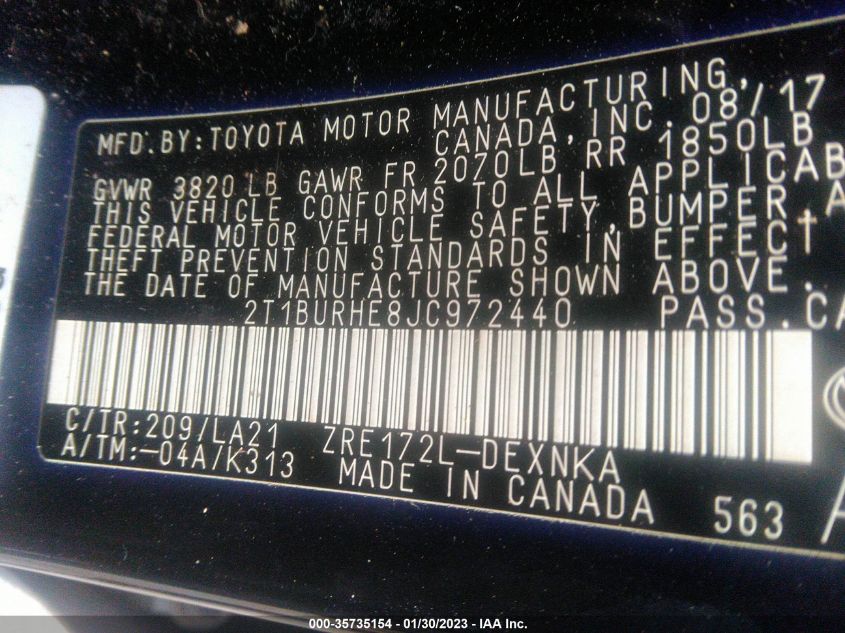 MFD. BY: TOYOTA MOTOR MANUFACTURING,
CANADA, INC. 08/17
GVWR 3820 LB GAWR FR 2070LB RR 1850LB
THIS VEHICLE CONFORMS TO ALL APPLICAB
FEDERAL MOTOR VEHICLE SAFETY, BUMPER A
THEFT PREVENTION STANDARDS IN EFFECT
THE DATE OF MANUFACTURE SHOWN ABOVE.
2T1BURHE8JC972440 PASS.CA
C/TR:209/LA21 ZRE172L-DEXNKA
A/TM:-04A/K313 MADE IN CANADA 563
000-35735154 - 01/30/2023 - IAA Inc.